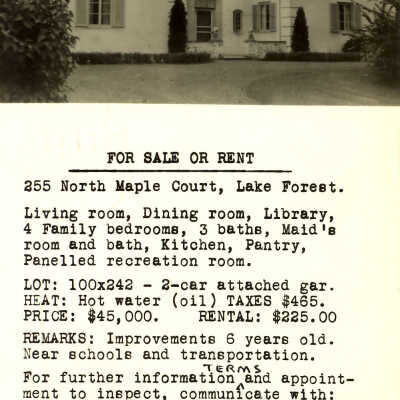 FOR SALE OR RENT
255 North Maple Court, Lake Forest.
Living room, Dining room, Library,
4 Family bedrooms, 3 baths, Maid's
room and bath, Kitchen, Pantry,
Panelled recreation room.
LOT: 100x242 - 2-car attached gar.
HEAT: Hot water (oil) TAXES $465.
PRICE: $45,000. RENTAL: $225.00
REMARKS: Improvements 6 years old.
Near schools and transportation.
TERMS
For further information and appoint-
ment to inspect, communicate with: